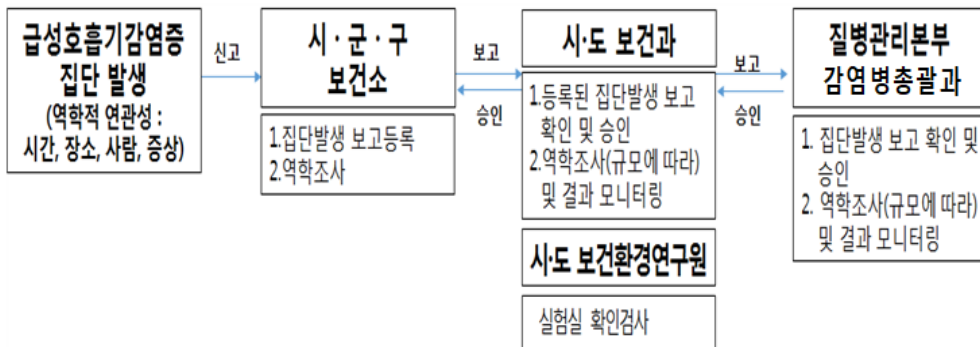 급성호흡기감염증
집단 발생
(역학적 연관성 :
시간, 장소, 사람, 증상)
신고
시·군·구
보건소
1.집단발생 보고등록
2.역학조사
보고
승인
시·도 보건과
1.등록된 집단발생 보고
확인 및 승인
2.역학조사(규모에 따라)
및 결과 모니터링
시·도 보건환경연구원
실험실 확인검사
보고
승인
질병관리본부
감염병총괄과
1. 집단발생 보고 확인 및
승인
2. 역학조사(규모에 따라)
및 결과 모니터링